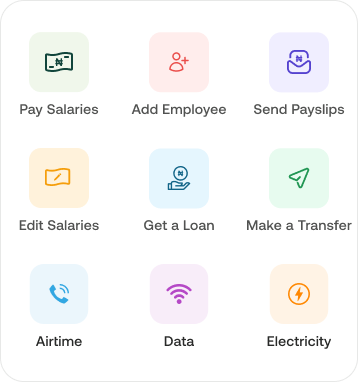 Pay Salaries
Add Employee
Send Payslips
Edit Salaries
Get a Loan
Make a Transfer
Airtime
Data
Electricity